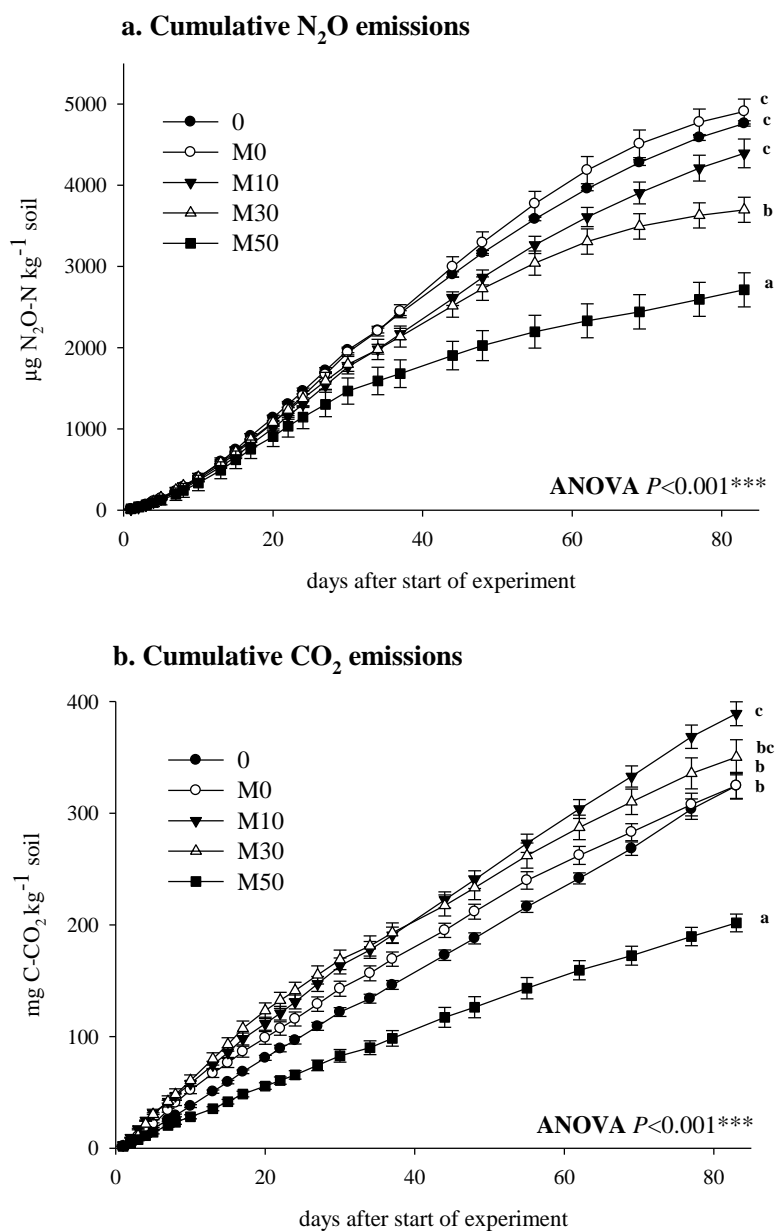 a. Cumulative N₂O emissions
µg N₂O-N kg⁻¹ soil
5000
4000
3000
2000
1000
0
0
M0
M10
M30
M50
c
c
c
b
a
ANOVA P<0.001***
0 20 40 60 80
days after start of experiment
b. Cumulative CO₂ emissions
mg C-CO₂ kg⁻¹ soil
400
300
200
100
0
0
M0
M10
M30
M50
c
bc
b
b
a
ANOVA P<0.001***
0 20 40 60 80
days after start of experiment